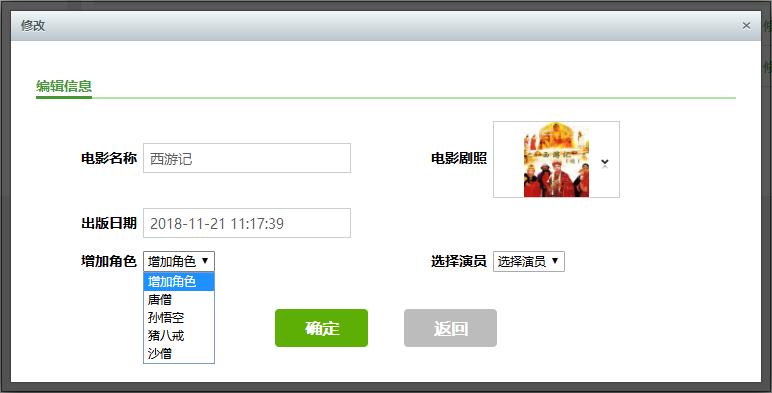 修改
×
编辑信息
电影名称 西游记 电影剧照
西游记
出版日期 2018-11-21 11:17:39
增加角色 增加角色 选择演员 选择演员
增加角色
唐僧
孙悟空
猪八戒
沙僧
确定 返回